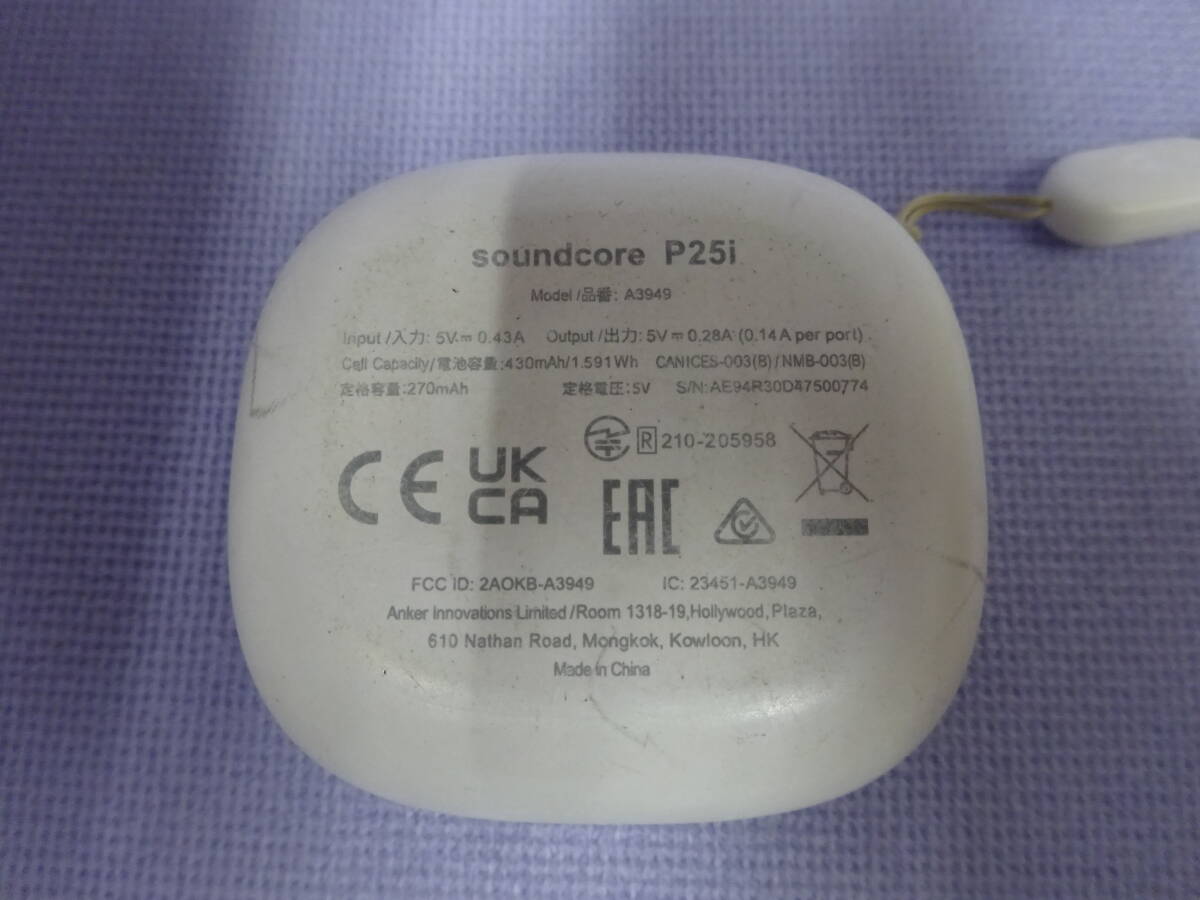 soundcore P25i
Model /品番: A3949
Input /入力: 5V⎓0.43A Output /出力: 5V⎓0.28A (0.14A per port)
Cell Capacity/電池容量:430mAh/1.591Wh CAN ICES-003(B)/NMB-003(B)
定格容量:270mAh 定格電圧:5V S/N:AE94R30D47500774
R 210-205958
CE UK CA
EAC
FCC ID: 2AOKB-A3949 IC: 23451-A3949
Anker Innovations Limited /Room 1318-19,Hollywood, Plaza,
610 Nathan Road, Mongkok, Kowloon, HK
Made in China